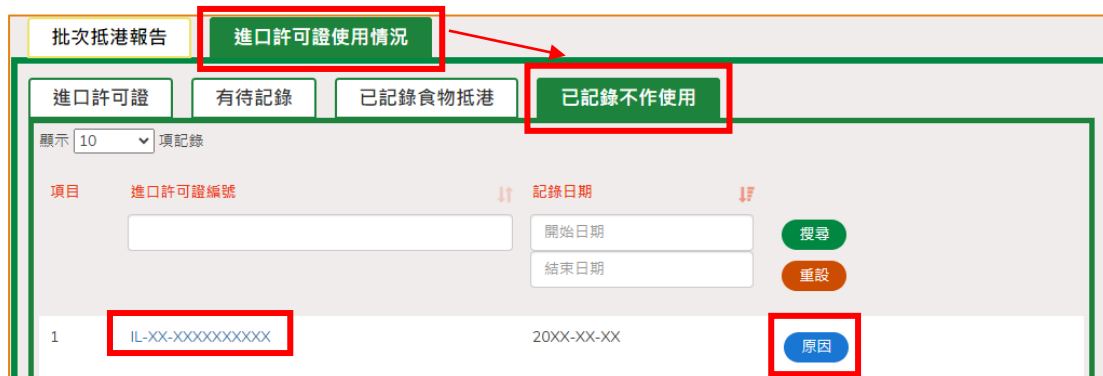 批次抵港報告 進口許可證使用情況
進口許可證 有待記錄 已記錄食物抵港 已記錄不作使用
顯示 10 項記錄
項目 進口許可證編號 記錄日期
開始日期 搜尋
結束日期 重設
1 IL-XX-XXXXXXXXXX 20XX-XX-XX 原因